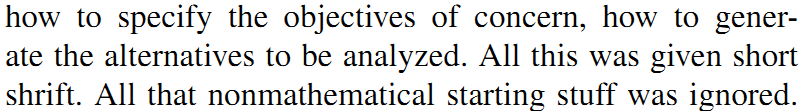 how to specify the objectives of concern, how to gener-
ate the alternatives to be analyzed. All this was given short
shrift. All that nonmathematical starting stuff was ignored.